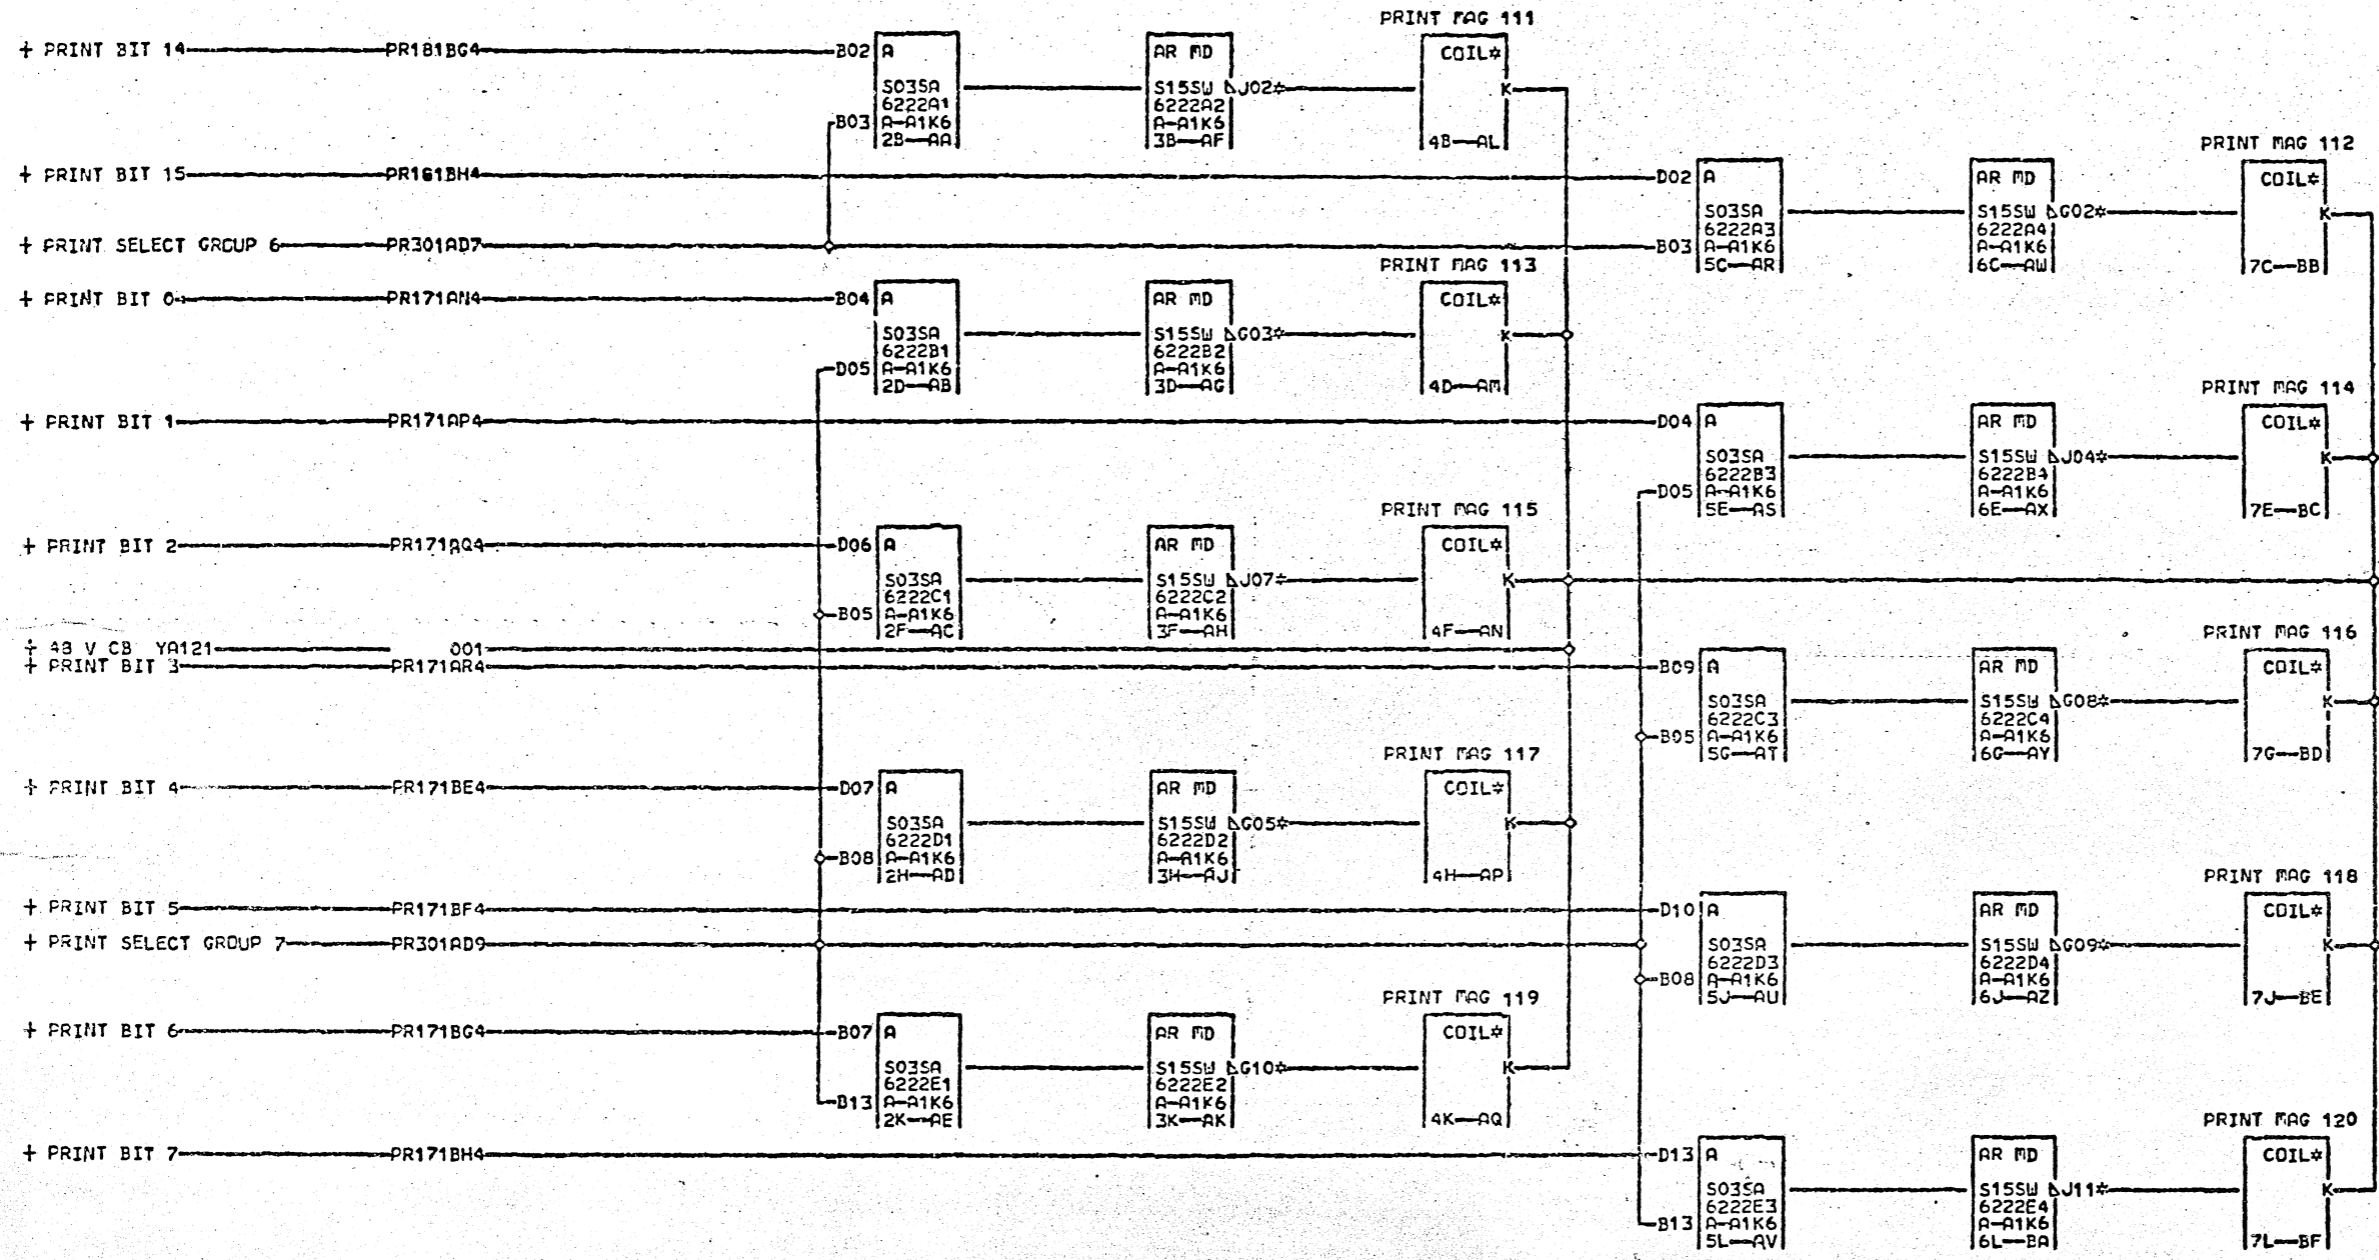 PRINT MAG 111
+ PRINT BIT 14 PR181BG4 B02 A AR MD COIL*
S03SA S15SW J02* K
6222A1 6222A2
B03 A-A1K6 A-A1K6
2B—AA 3B—AF 4B—AL
PRINT MAG 112
+ PRINT BIT 15 PR161BH4 D02 A AR MD COIL*
S03SA S15SW G02* K
6222A3 6222A4
+ PRINT SELECT GROUP 6 PR301AD7 B03 A-A1K6 A-A1K6
5C—AR 6C—AW 7C—BB
PRINT MAG 113
+ PRINT BIT 0 PR171AN4 B04 A AR MD COIL*
S03SA S15SW G03* K
6222B1 6222B2
D05 A-A1K6 A-A1K6
2D—AB 3D—AG 4D—AM
PRINT MAG 114
+ PRINT BIT 1 PR171AP4 D04 A AR MD COIL*
S03SA S15SW J04* K
6222B3 6222B4
D05 A-A1K6 A-A1K6
5E—AS 6E—AX 7E—BC
PRINT MAG 115
+ PRINT BIT 2 PR171AQ4 D06 A AR MD COIL*
S03SA S15SW J07* K
6222C1 6222C2
B05 A-A1K6 A-A1K6
2F—AC 3F—AH 4F—AN
+ 48 V CB YA121 001
PRINT MAG 116
+ PRINT BIT 3 PR171AR4 B09 A AR MD COIL*
S03SA S15SW G08* K
6222C3 6222C4
B05 A-A1K6 A-A1K6
5G—AT 6G—AY 7G—BD
PRINT MAG 117
+ PRINT BIT 4 PR171BE4 D07 A AR MD COIL*
S03SA S15SW G05* K
6222D1 6222D2
B08 A-A1K6 A-A1K6
2H—AD 3H—AJ 4H—AP
PRINT MAG 118
+ PRINT BIT 5 PR171BF4 D10 A AR MD COIL*
+ PRINT SELECT GROUP 7 PR301AD9 S03SA S15SW G09* K
6222D3 6222D4
B08 A-A1K6 A-A1K6
5J—AU 6J—AZ 7J—BE
PRINT MAG 119
+ PRINT BIT 6 PR171BG4 B07 A AR MD COIL*
S03SA S15SW G10* K
6222E1 6222E2
B13 A-A1K6 A-A1K6
2K—AE 3K—AK 4K—AQ
PRINT MAG 120
+ PRINT BIT 7 PR171BH4 D13 A AR MD COIL*
S03SA S15SW J11* K
6222E3 6222E4
B13 A-A1K6 A-A1K6
5L—AV 6L—BA 7L—BF